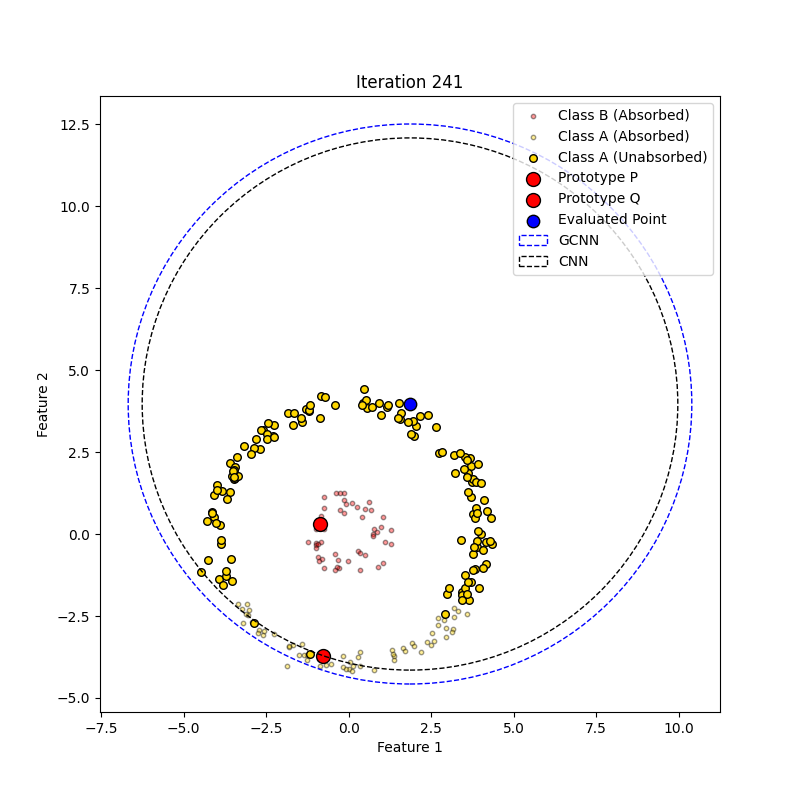 Iteration 241
Class B (Absorbed)
Class A (Absorbed)
Class A (Unabsorbed)
Prototype P
Prototype Q
Evaluated Point
GCNN
CNN
12.5
10.0
7.5
5.0
2.5
0.0
−2.5
−5.0
Feature 2
−7.5
−5.0
−2.5
0.0
2.5
5.0
7.5
10.0
Feature 1